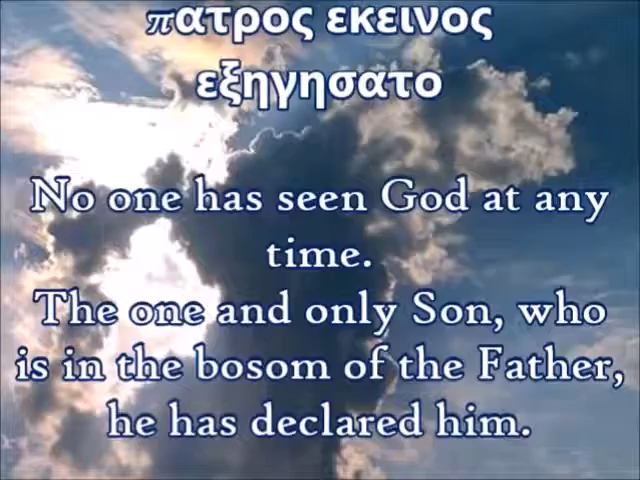 πατρος εκεινος
εξηγησατο
No one has seen God at any
time.
The one and only Son, who
is in the bosom of the Father,
he has declared him.